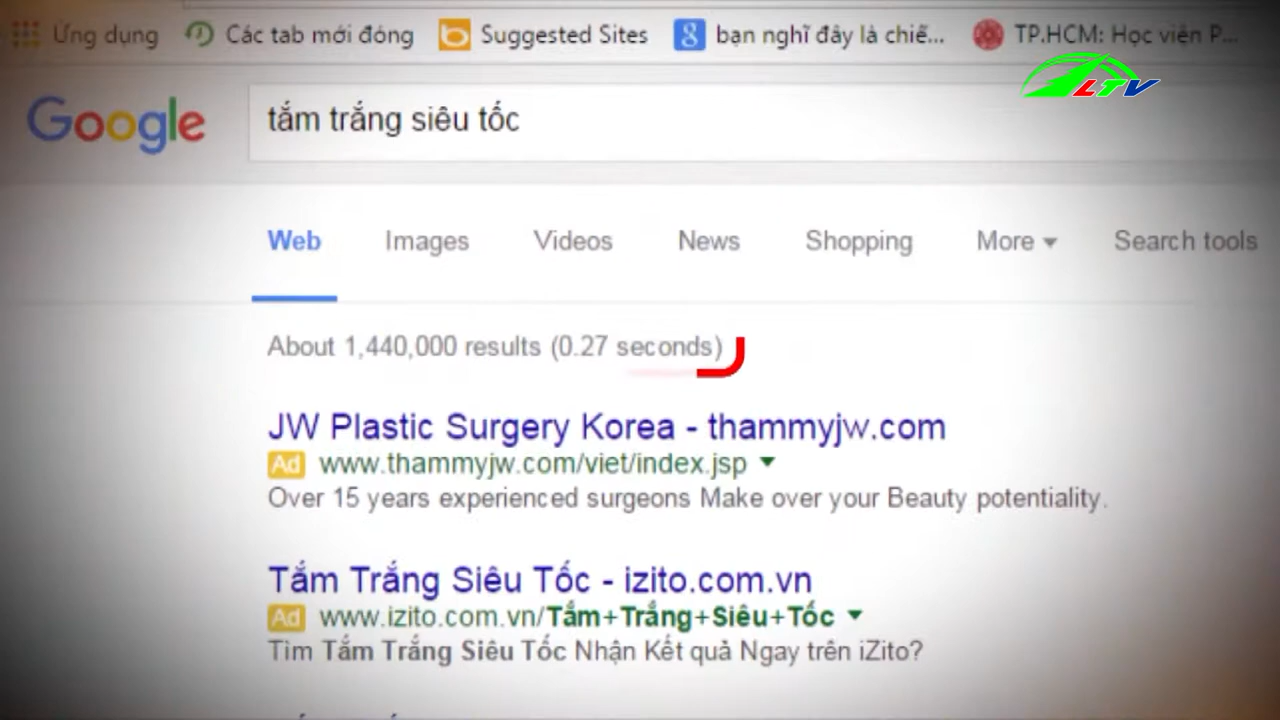 Ứng dụng Các tab mới đóng Suggested Sites bạn nghĩ đây là chiế... TP.HCM: Học viên P...
LTV
Google tắm trắng siêu tốc
Web Images Videos News Shopping More Search tools
About 1,440,000 results (0.27 seconds)
JW Plastic Surgery Korea - thammyjw.com
Ad www.thammyjw.com/viet/index.jsp
Over 15 years experienced surgeons Make over your Beauty potentiality.
Tắm Trắng Siêu Tốc - izito.com.vn
Ad www.izito.com.vn/Tắm+Trắng+Siêu+Tốc
Tìm Tắm Trắng Siêu Tốc Nhận Kết quả Ngay trên iZito?